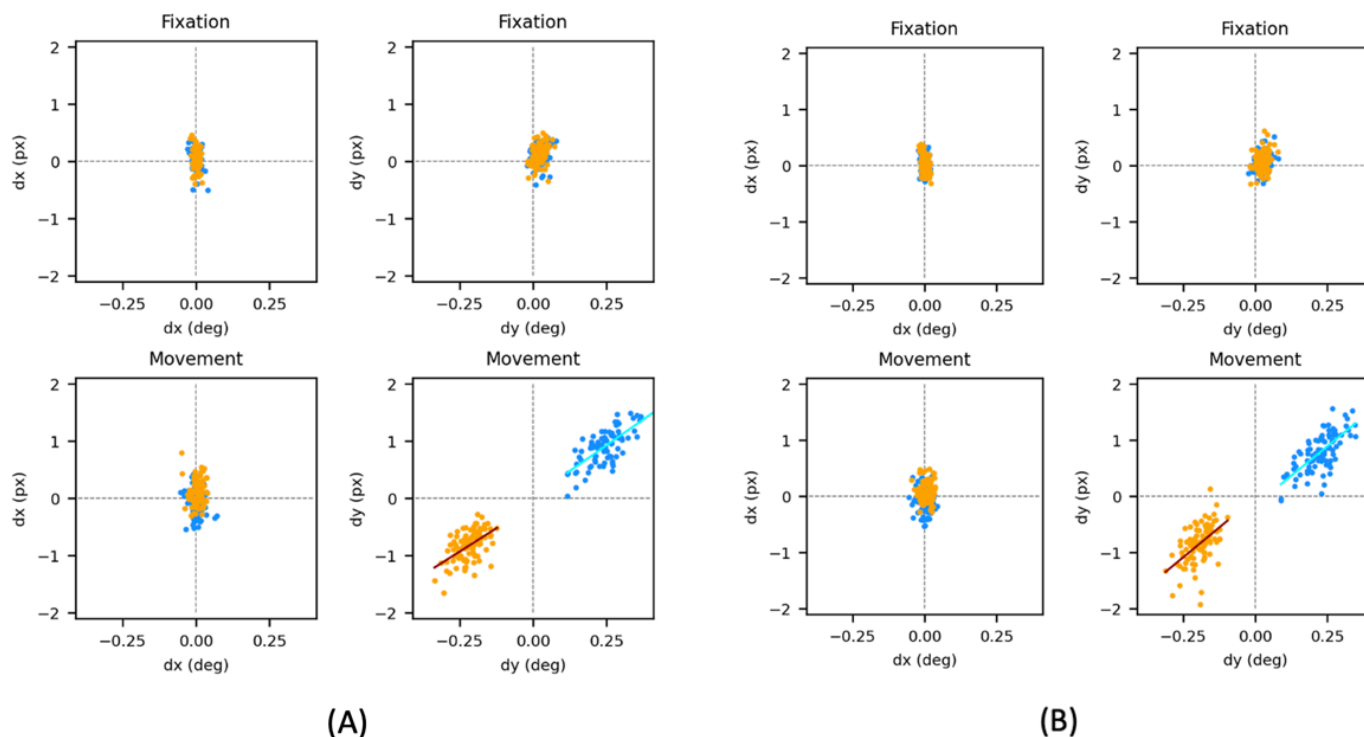 Fixation
2
1
0
−1
−2
dx (px)
−0.25 0.00 0.25
dx (deg)
Fixation
2
1
0
−1
−2
dy (px)
−0.25 0.00 0.25
dy (deg)
Movement
2
1
0
−1
−2
dx (px)
−0.25 0.00 0.25
dx (deg)
Movement
2
1
0
−1
−2
dy (px)
−0.25 0.00 0.25
dy (deg)
(A)
Fixation
2
1
0
−1
−2
dx (px)
−0.25 0.00 0.25
dx (deg)
Fixation
2
1
0
−1
−2
dy (px)
−0.25 0.00 0.25
dy (deg)
Movement
2
1
0
−1
−2
dx (px)
−0.25 0.00 0.25
dx (deg)
Movement
2
1
0
−1
−2
dy (px)
−0.25 0.00 0.25
dy (deg)
(B)